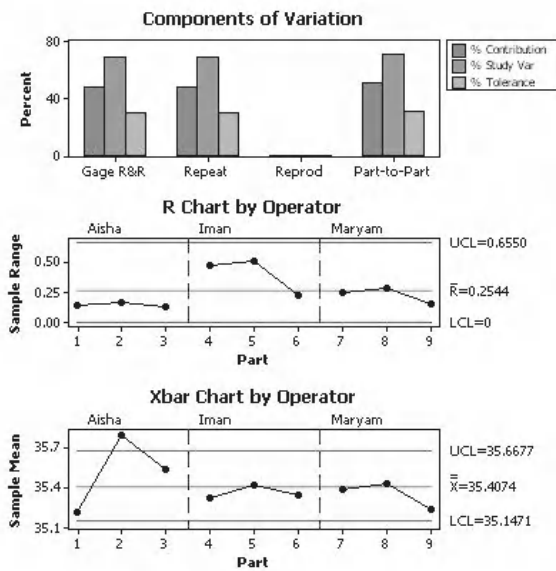 Components of Variation
80
40
0
Percent
Gage R&R Repeat Reprod Part-to-Part
% Contribution
% Study Var
% Tolerance
R Chart by Operator
Aisha Iman Maryam
0.50
0.25
0.00
Sample Range
UCL=0.6550
R̄=0.2544
LCL=0
1 2 3 4 5 6 7 8 9
Part
Xbar Chart by Operator
Aisha Iman Maryam
35.7
35.4
35.1
Sample Mean
UCL=35.6677
X̿=35.4074
LCL=35.1471
1 2 3 4 5 6 7 8 9
Part